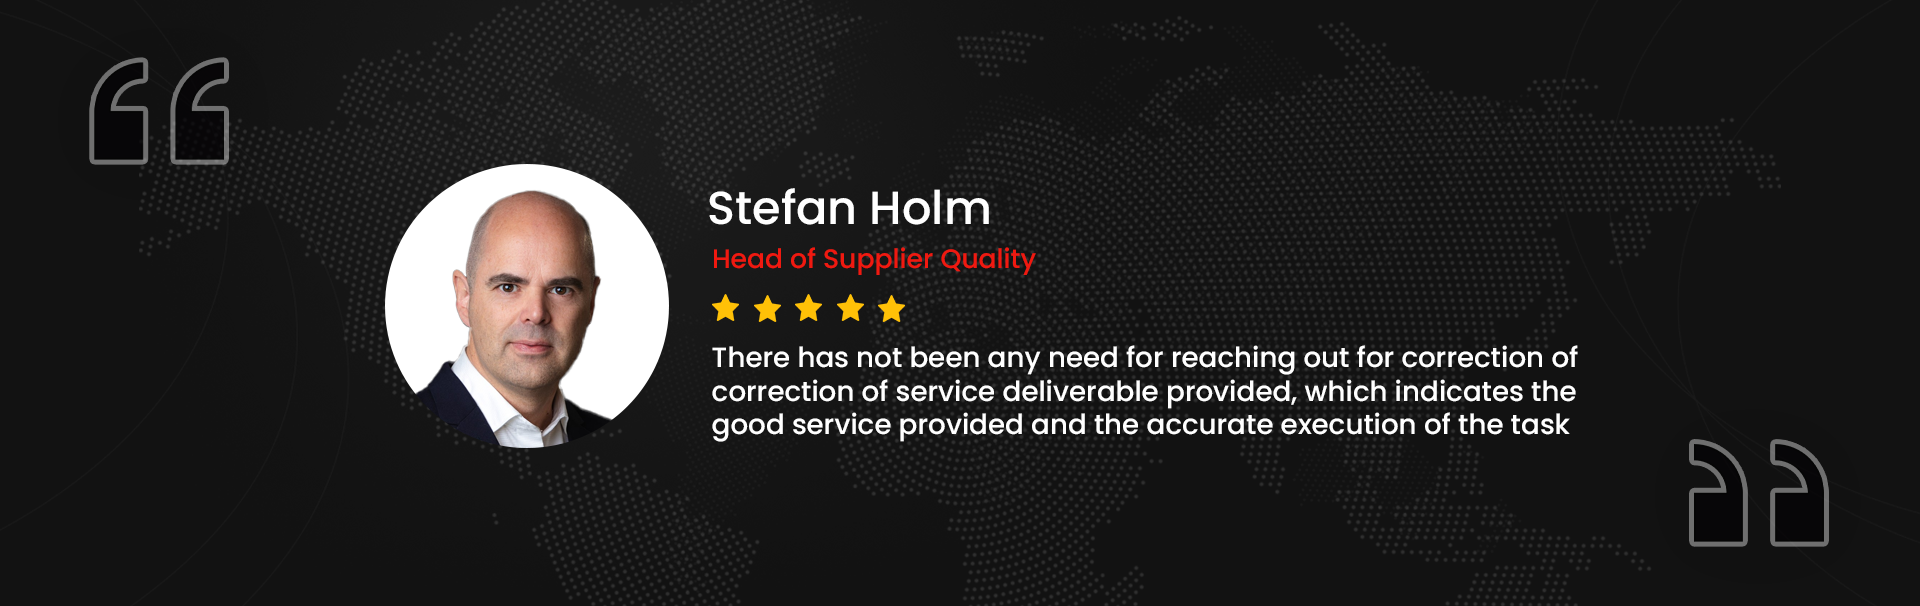 Stefan Holm
Head of Supplier Quality
There has not been any need for reaching out for correction of
correction of service deliverable provided, which indicates the
good service provided and the accurate execution of the task